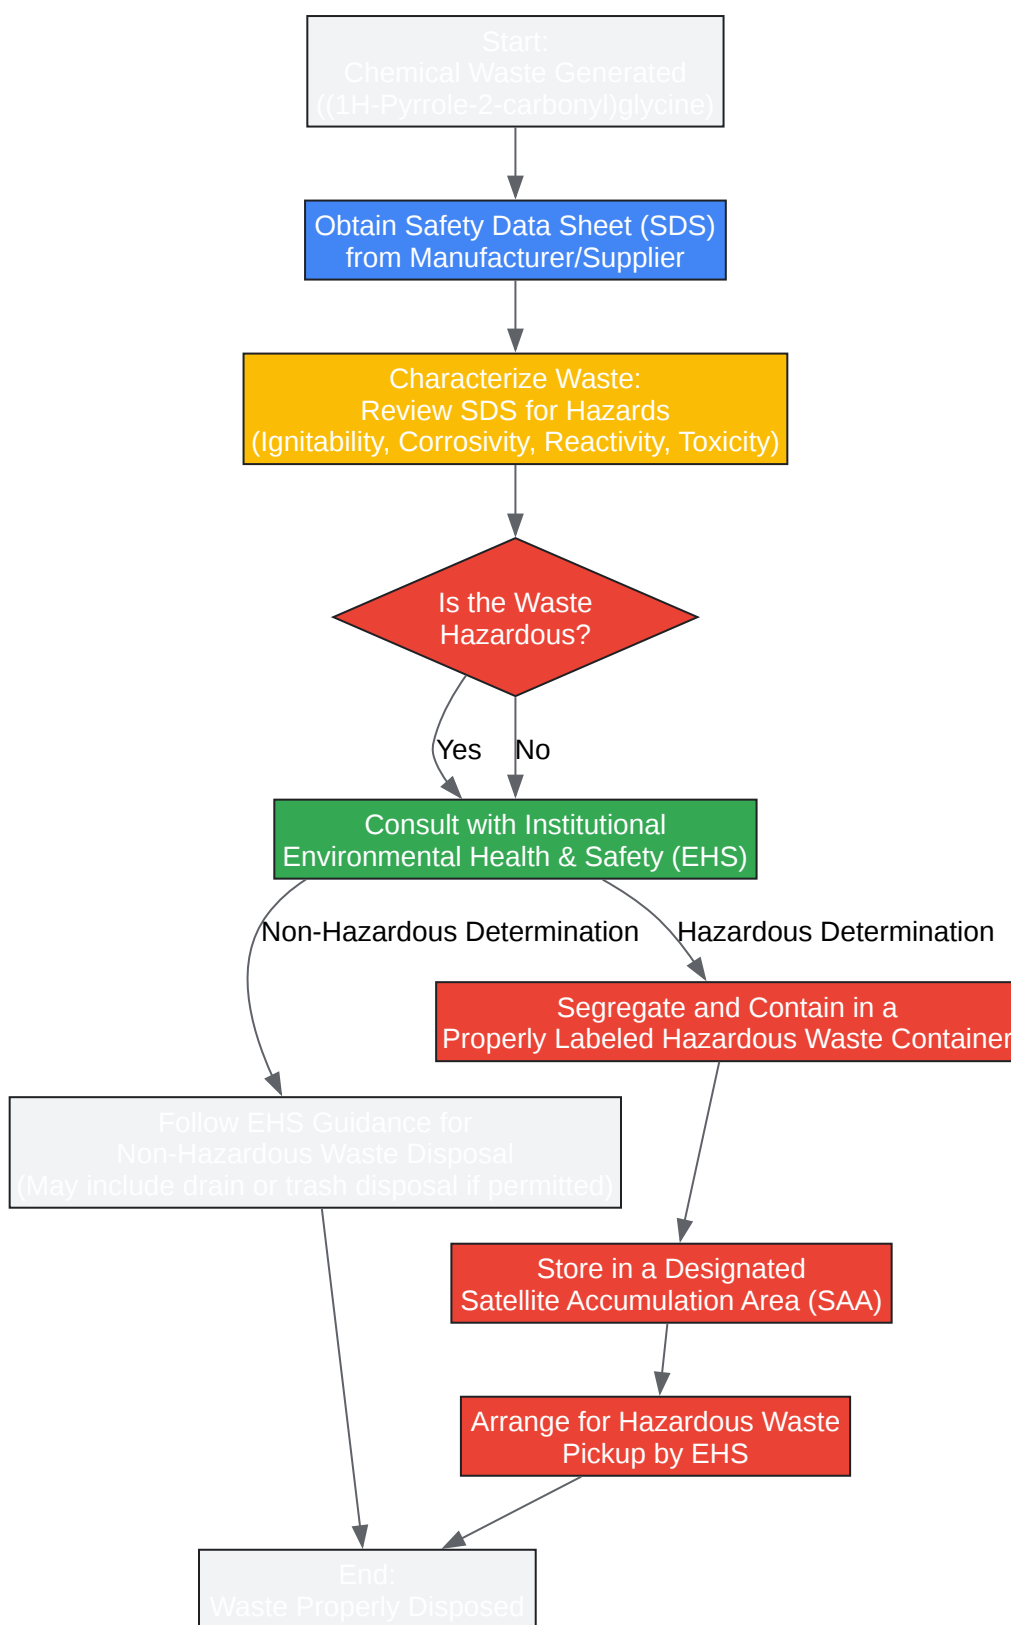 Start:
Chemical Waste Generated
((1H-Pyrrole-2-carbonyl)glycine)
Obtain Safety Data Sheet (SDS)
from Manufacturer/Supplier
Characterize Waste:
Review SDS for Hazards
(Ignitability, Corrosivity, Reactivity, Toxicity)
Is the Waste
Hazardous?
Yes
No
Consult with Institutional
Environmental Health & Safety (EHS)
Non-Hazardous Determination
Hazardous Determination
Segregate and Contain in a
Properly Labeled Hazardous Waste Container
Follow EHS Guidance for
Non-Hazardous Waste Disposal
(May include drain or trash disposal if permitted)
Store in a Designated
Satellite Accumulation Area (SAA)
Arrange for Hazardous Waste
Pickup by EHS
End:
Waste Properly Disposed